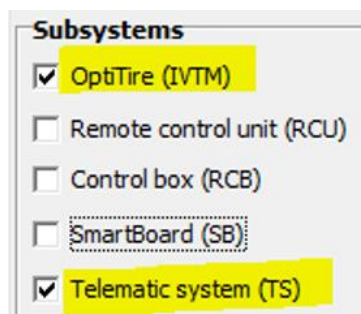 Subsystems
OptiTire (IVTM)
Remote control unit (RCU)
Control box (RCB)
SmartBoard (SB)
Telematic system (TS)